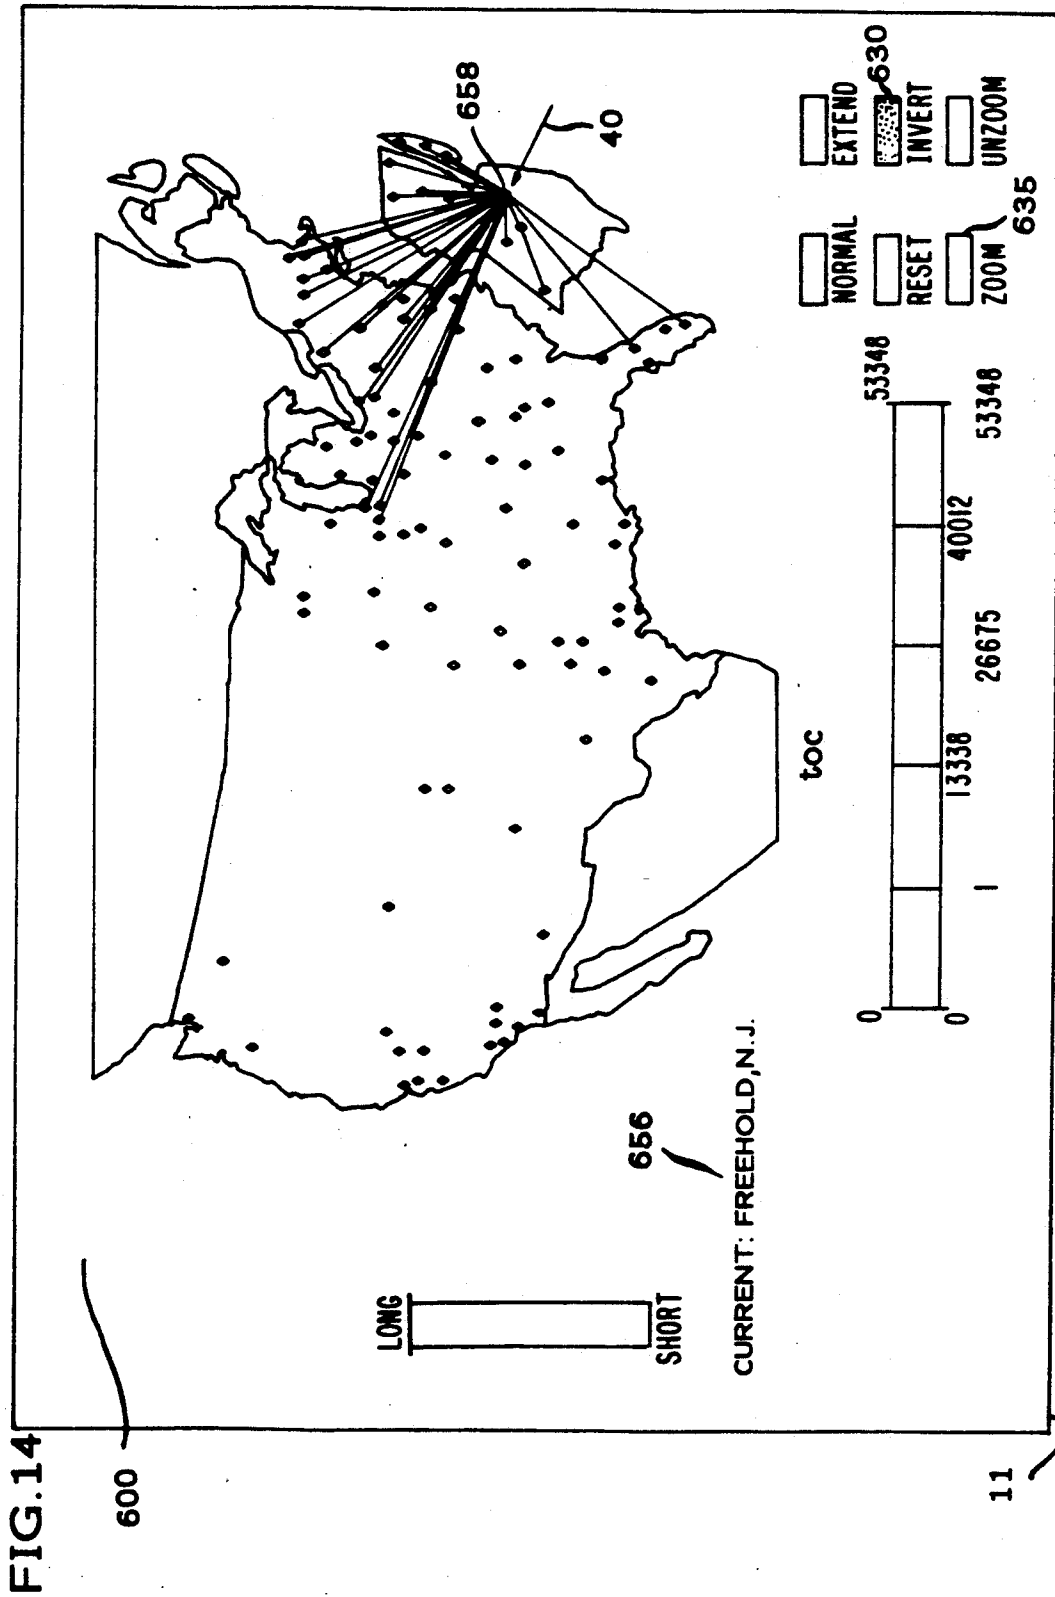 FIG.14
600
11
LONG
SHORT
656
CURRENT: FREEHOLD,N.J.
658
40
toc
0
53348
0
1
13338
26675
40012
53348
NORMAL
EXTEND
RESET
INVERT
630
ZOOM
UNZOOM
635